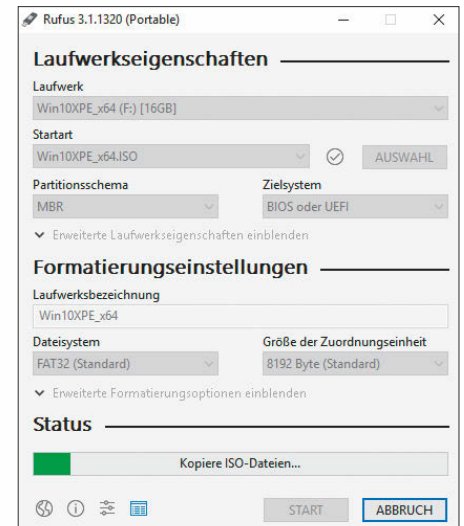 Rufus 3.1.1320 (Portable)
Laufwerkseigenschaften
Laufwerk
Win10XPE_x64 (F:) [16GB]
Startart
Win10XPE_x64.ISO
AUSWAHL
Partitionsschema
Zielsystem
MBR
BIOS oder UEFI
Erweiterte Laufwerkseigenschaften einblenden
Formatierungseinstellungen
Laufwerksbezeichnung
Win10XPE_x64
Dateisystem
Größe der Zuordnungseinheit
FAT32 (Standard)
8192 Byte (Standard)
Erweiterte Formatierungsoptionen einblenden
Status
Kopiere ISO-Dateien...
START
ABBRUCH